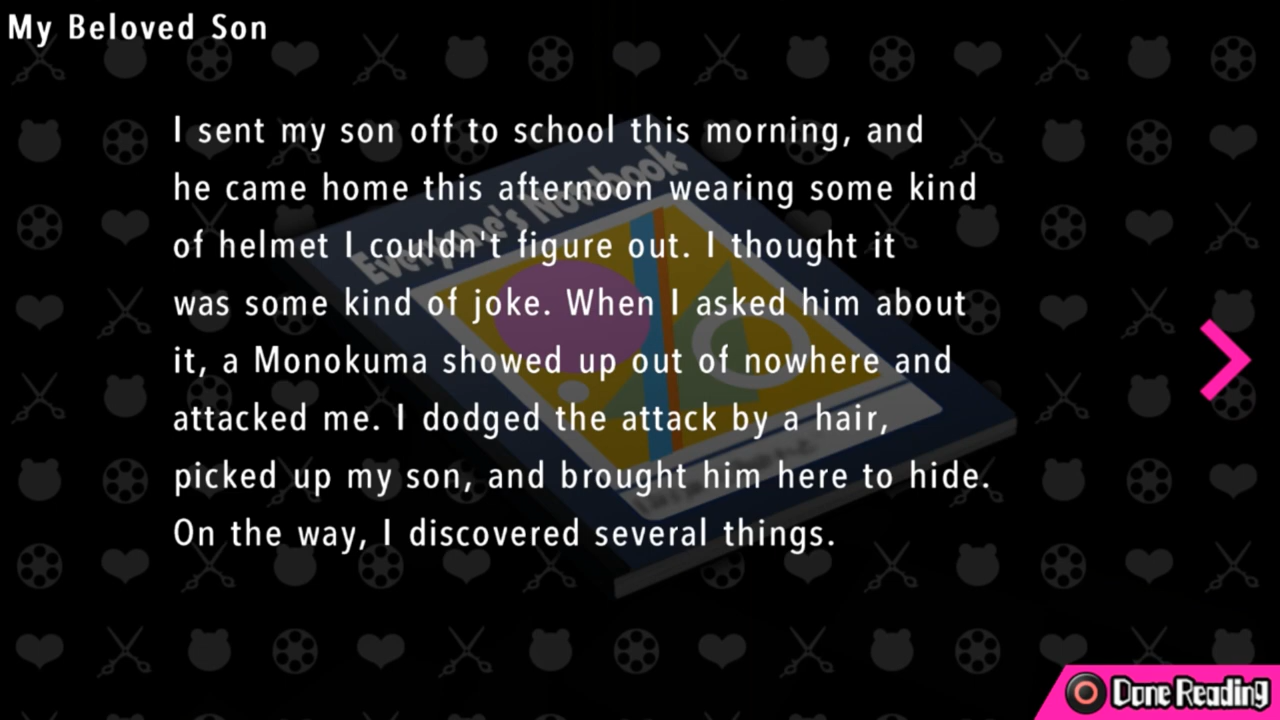 My Beloved Son
I sent my son off to school this morning, and
he came home this afternoon wearing some kind
of helmet I couldn't figure out. I thought it
was some kind of joke. When I asked him about
it, a Monokuma showed up out of nowhere and
attacked me. I dodged the attack by a hair,
picked up my son, and brought him here to hide.
On the way, I discovered several things.
Everyone's Notebook
Done Reading